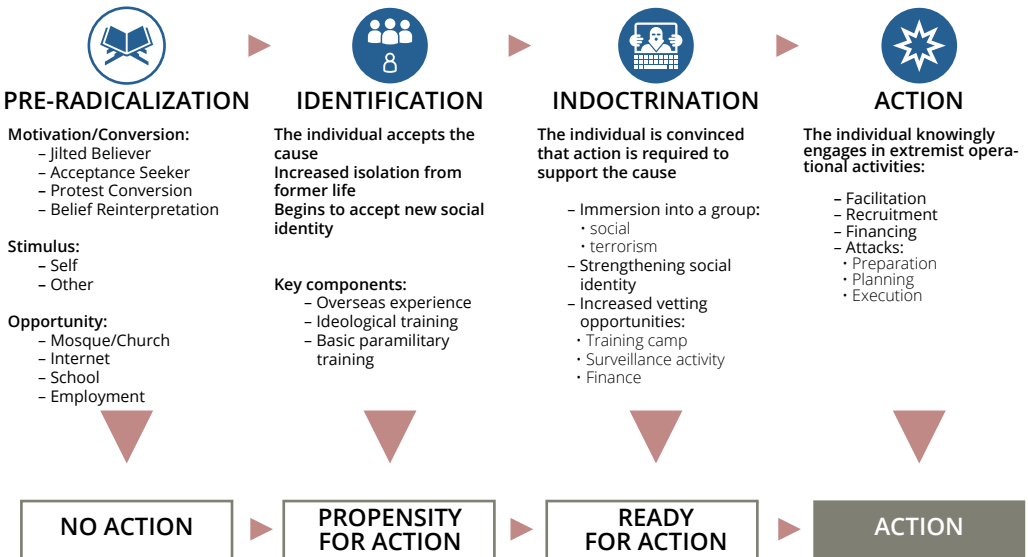 PRE-RADICALIZATION
Motivation/Conversion:
– Jilted Believer
– Acceptance Seeker
– Protest Conversion
– Belief Reinterpretation
Stimulus:
– Self
– Other
Opportunity:
– Mosque/Church
– Internet
– School
– Employment
NO ACTION
IDENTIFICATION
The individual accepts the
cause
Increased isolation from
former life
Begins to accept new social
identity
Key components:
– Overseas experience
– Ideological training
– Basic paramilitary
training
PROPENSITY
FOR ACTION
INDOCTRINATION
The individual is convinced
that action is required to
support the cause
– Immersion into a group:
• social
• terrorism
– Strengthening social
identity
– Increased vetting
opportunities:
• Training camp
• Surveillance activity
• Finance
READY
FOR ACTION
ACTION
The individual knowingly
engages in extremist opera-
tional activities:
– Facilitation
– Recruitment
– Financing
– Attacks:
• Preparation
• Planning
• Execution
ACTION